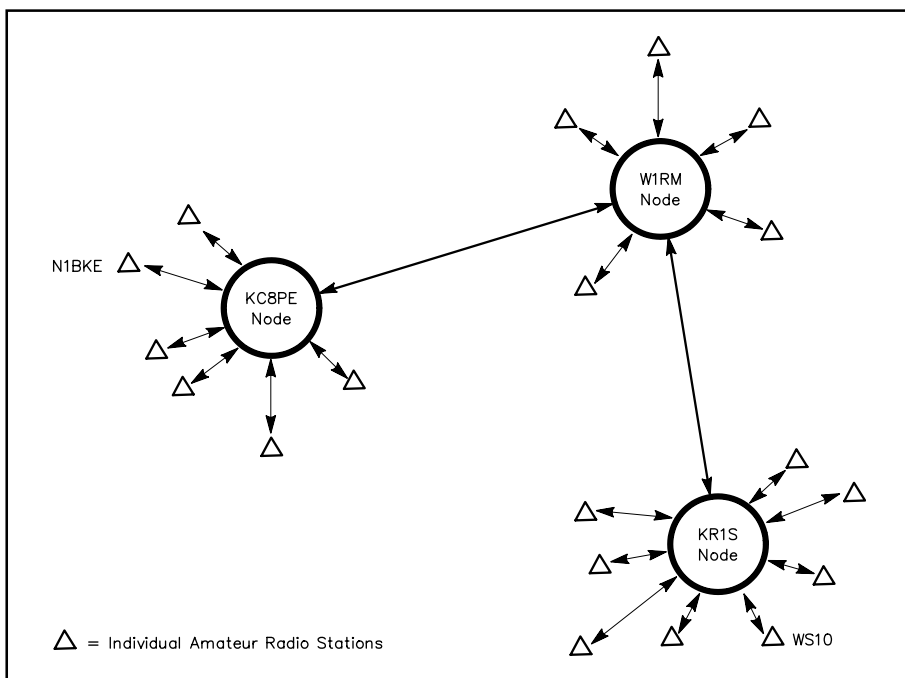 W1RM
Node
N1BKE
KC8PE
Node
KR1S
Node
WS1O
= Individual Amateur Radio Stations